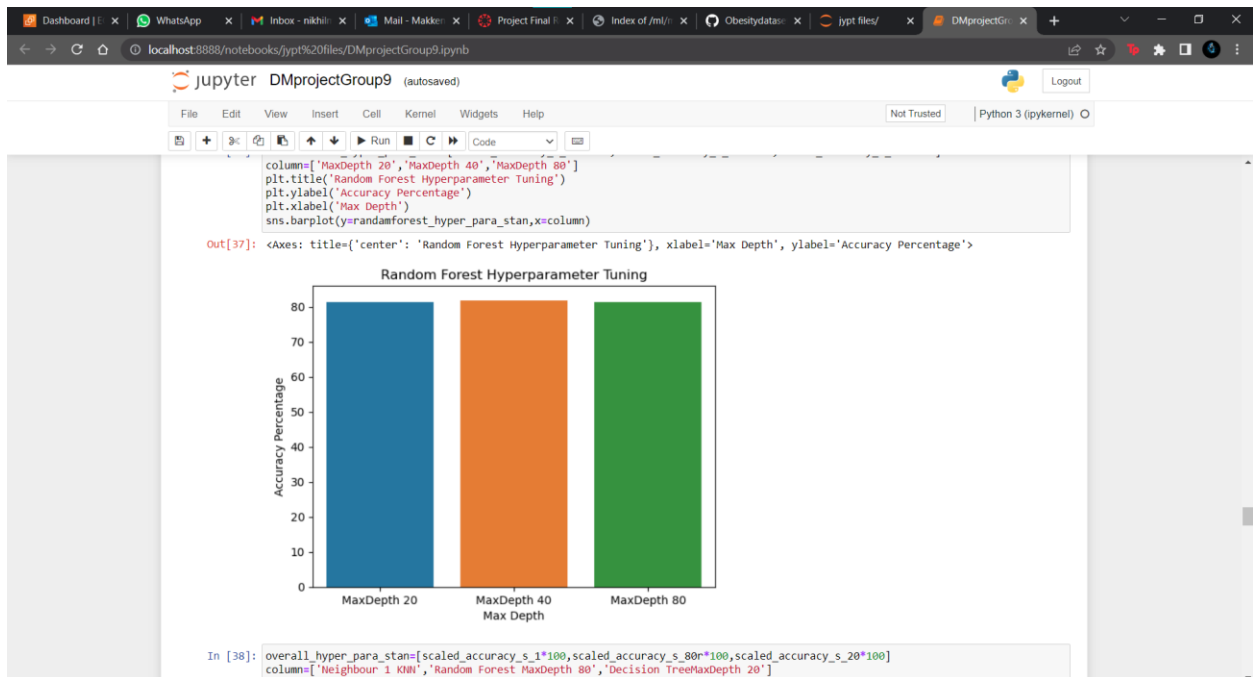 Dashboard | E
WhatsApp
Inbox - nikhiln
Mail - Makken
Project Final R
Index of /ml/
Obesitydatase
jypt files/
DMprojectGro
localhost:8888/notebooks/jypt%20files/DMprojectGroup9.ipynb
jupyter DMprojectGroup9 (autosaved)
Logout
File Edit View Insert Cell Kernel Widgets Help
Not Trusted
Python 3 (ipykernel)
Run
Code
column=['MaxDepth 20','MaxDepth 40','MaxDepth 80']
plt.title('Random Forest Hyperparameter Tuning')
plt.ylabel('Accuracy Percentage')
plt.xlabel('Max Depth')
sns.barplot(y=randamforest_hyper_para_stan,x=column)
Out[37]: <Axes: title={'center': 'Random Forest Hyperparameter Tuning'}, xlabel='Max Depth', ylabel='Accuracy Percentage'>
Random Forest Hyperparameter Tuning
Accuracy Percentage
80
70
60
50
40
30
20
10
0
MaxDepth 20 MaxDepth 40 MaxDepth 80
Max Depth
In [38]: overall_hyper_para_stan=[scaled_accuracy_s_1*100,scaled_accuracy_s_80r*100,scaled_accuracy_s_20*100]
column=['Neighbour 1 KNN','Random Forest MaxDepth 80','Decision TreeMaxDepth 20']